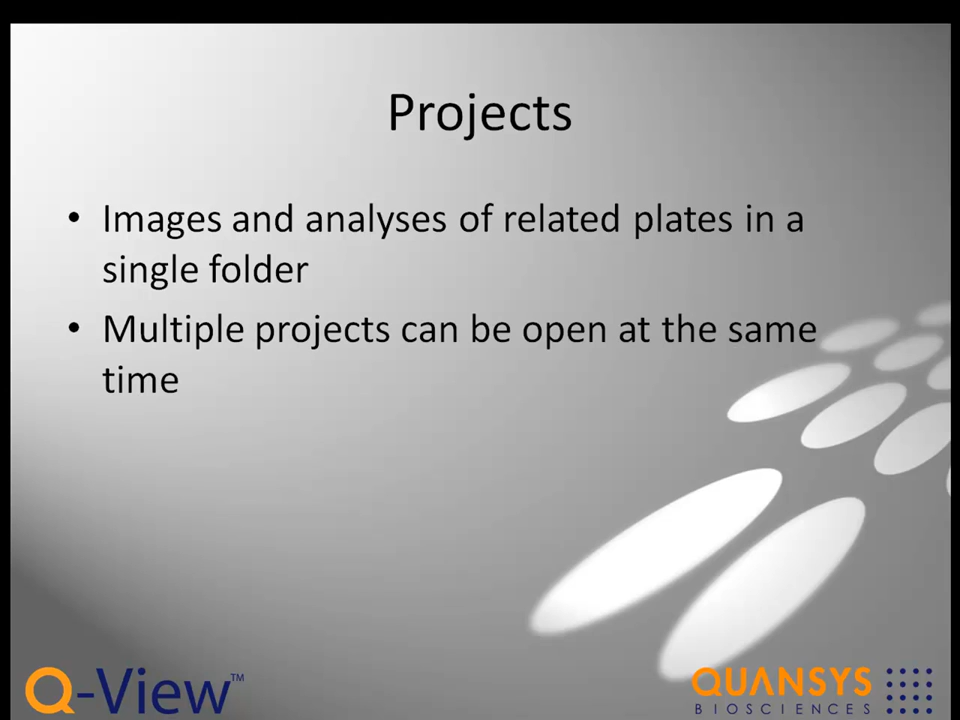 Projects
• Images and analyses of related plates in a
single folder
• Multiple projects can be open at the same
time
Q-View™
QUANSYS
BIOSCIENCES